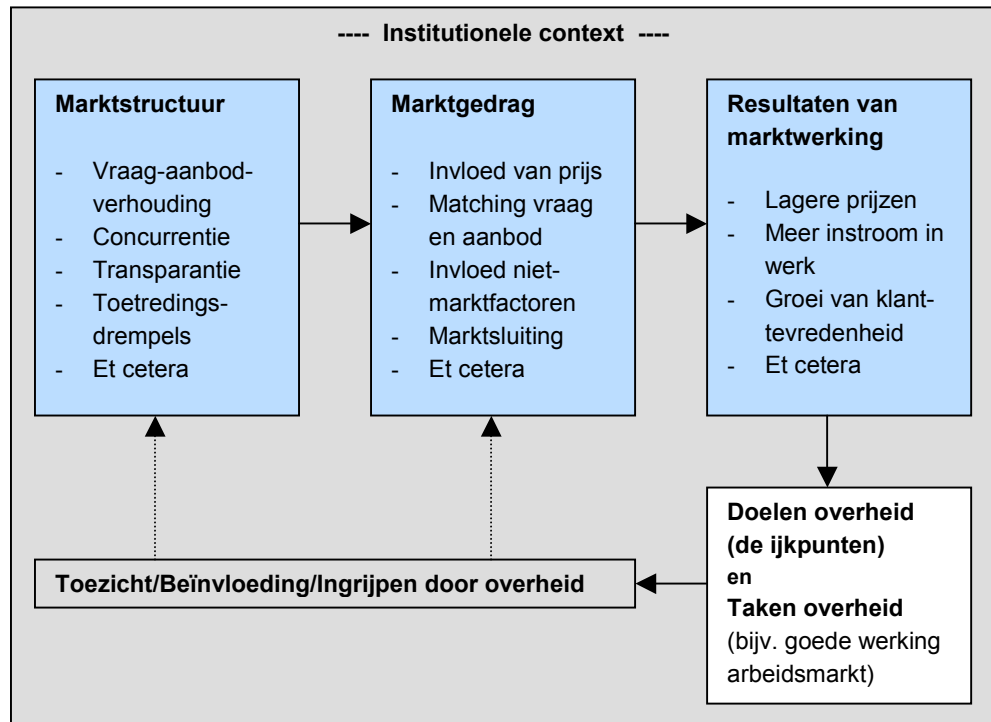 ---- Institutionele context ----
Marktstructuur
- Vraag-aanbod-
verhouding
- Concurrentie
- Transparantie
- Toetredings-
drempels
- Et cetera
Marktgedrag
- Invloed van prijs
- Matching vraag
en aanbod
- Invloed niet-
marktfactoren
- Marktsluiting
- Et cetera
Resultaten van
marktwerking
- Lagere prijzen
- Meer instroom in
werk
- Groei van klant-
tevredenheid
- Et cetera
Doelen overheid
(de ijkpunten)
en
Taken overheid
(bijv. goede werking
arbeidsmarkt)
Toezicht/Beïnvloeding/Ingrijpen door overheid